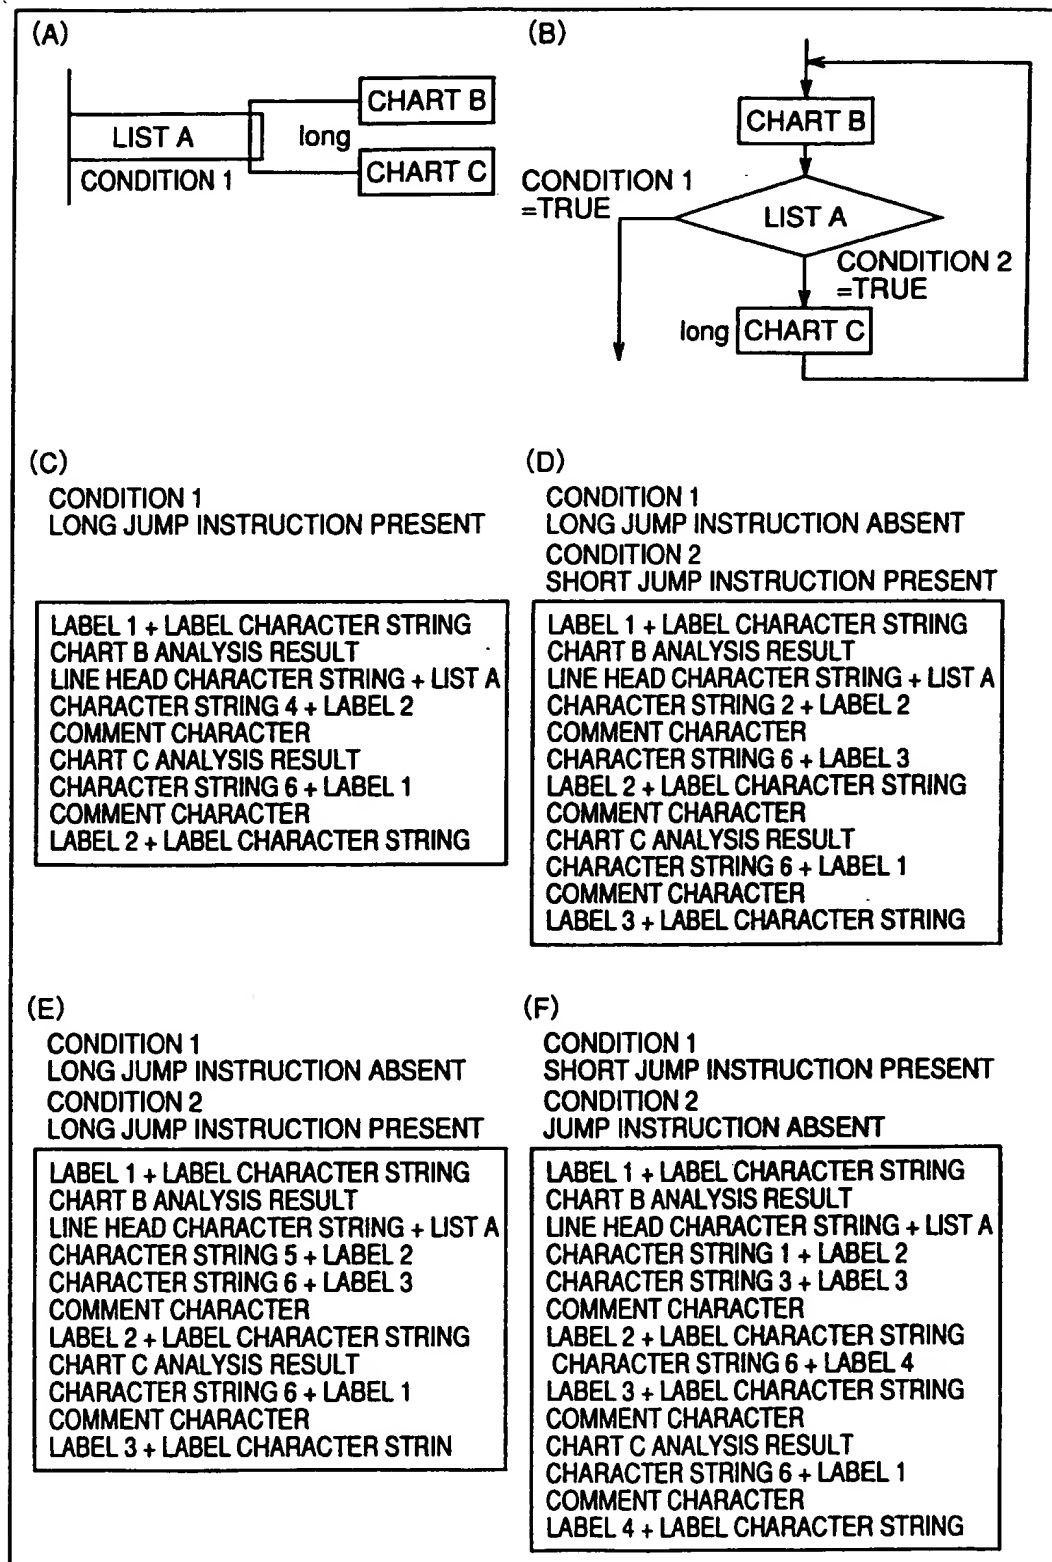 (A)
CHART B
LIST A
long
CONDITION 1
CHART C
(B)
CHART B
CONDITION 1
=TRUE
LIST A
CONDITION 2
=TRUE
long
CHART C
(C)
CONDITION 1
LONG JUMP INSTRUCTION PRESENT
LABEL 1 + LABEL CHARACTER STRING
CHART B ANALYSIS RESULT
LINE HEAD CHARACTER STRING + LIST A
CHARACTER STRING 4 + LABEL 2
COMMENT CHARACTER
CHART C ANALYSIS RESULT
CHARACTER STRING 6 + LABEL 1
COMMENT CHARACTER
LABEL 2 + LABEL CHARACTER STRING
(D)
CONDITION 1
LONG JUMP INSTRUCTION ABSENT
CONDITION 2
SHORT JUMP INSTRUCTION PRESENT
LABEL 1 + LABEL CHARACTER STRING
CHART B ANALYSIS RESULT
LINE HEAD CHARACTER STRING + LIST A
CHARACTER STRING 2 + LABEL 2
COMMENT CHARACTER
CHARACTER STRING 6 + LABEL 3
LABEL 2 + LABEL CHARACTER STRING
COMMENT CHARACTER
CHART C ANALYSIS RESULT
CHARACTER STRING 6 + LABEL 1
COMMENT CHARACTER
LABEL 3 + LABEL CHARACTER STRING
(E)
CONDITION 1
LONG JUMP INSTRUCTION ABSENT
CONDITION 2
LONG JUMP INSTRUCTION PRESENT
LABEL 1 + LABEL CHARACTER STRING
CHART B ANALYSIS RESULT
LINE HEAD CHARACTER STRING + LIST A
CHARACTER STRING 5 + LABEL 2
CHARACTER STRING 6 + LABEL 3
COMMENT CHARACTER
LABEL 2 + LABEL CHARACTER STRING
CHART C ANALYSIS RESULT
CHARACTER STRING 6 + LABEL 1
COMMENT CHARACTER
LABEL 3 + LABEL CHARACTER STRIN
(F)
CONDITION 1
SHORT JUMP INSTRUCTION PRESENT
CONDITION 2
JUMP INSTRUCTION ABSENT
LABEL 1 + LABEL CHARACTER STRING
CHART B ANALYSIS RESULT
LINE HEAD CHARACTER STRING + LIST A
CHARACTER STRING 1 + LABEL 2
CHARACTER STRING 3 + LABEL 3
COMMENT CHARACTER
LABEL 2 + LABEL CHARACTER STRING
CHARACTER STRING 6 + LABEL 4
LABEL 3 + LABEL CHARACTER STRING
COMMENT CHARACTER
CHART C ANALYSIS RESULT
CHARACTER STRING 6 + LABEL 1
COMMENT CHARACTER
LABEL 4 + LABEL CHARACTER STRING